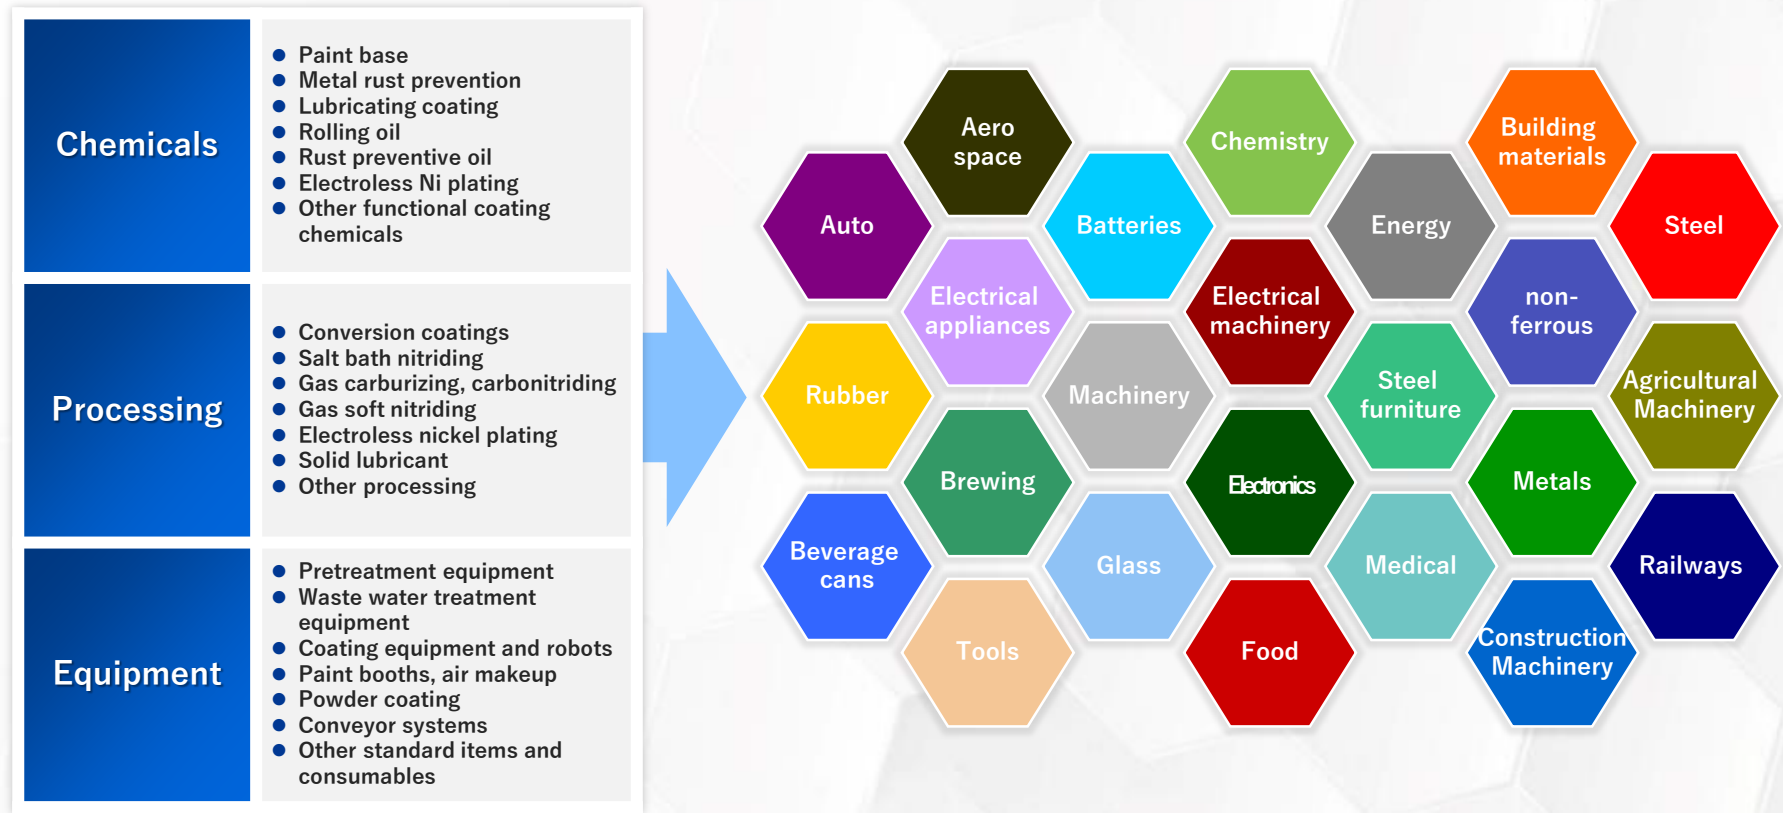 Chemicals
Paint base
Metal rust prevention
Lubricating coating
Rolling oil
Rust preventive oil
Electroless Ni plating
Other functional coating
chemicals
Processing
Conversion coatings
Salt bath nitriding
Gas carburizing, carbonitriding
Gas soft nitriding
Electroless nickel plating
Solid lubricant
Other processing
Equipment
Pretreatment equipment
Waste water treatment
equipment
Coating equipment and robots
Paint booths, air makeup
Powder coating
Conveyor systems
Other standard items and
consumables
Aero
space
Chemistry
Building
materials
Auto
Batteries
Energy
Steel
Electrical
appliances
Electrical
machinery
non-
ferrous
Rubber
Machinery
Steel
furniture
Agricultural
Machinery
Brewing
Electronics
Metals
Beverage
cans
Glass
Medical
Railways
Tools
Food
Construction
Machinery